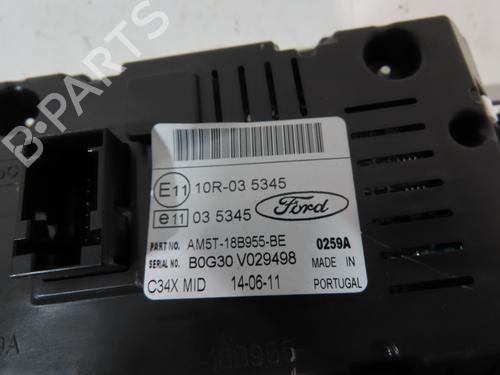 B-PARTS
E11 10R-03 5345
e11 03 5345
Ford
PART NO. AM5T-18B955-BE 0259A
SERIAL NO. B0G30 V029498 MADE IN
C34X MID 14-06-11 PORTUGAL
18B955